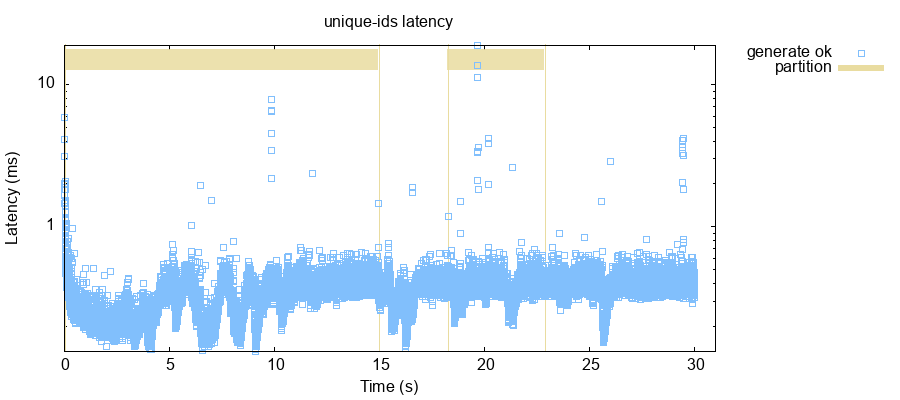 unique-ids latency
generate ok
partition
10
1
Latency (ms)
0 5 10 15 20 25 30
Time (s)